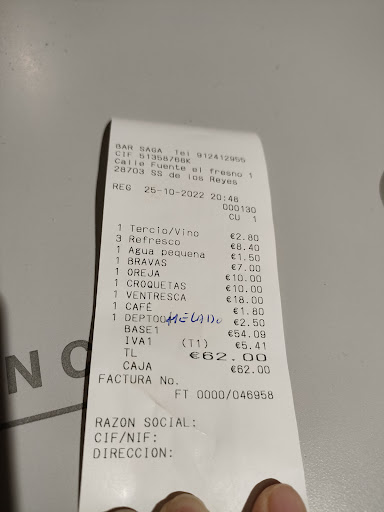 BAR SAGA Tel 912412955
CIF 51358766K
Calle Fuente el fresno 1
28703 SS de los Reyes
REG 25-10-2022 20:48
000130
CU 1
1 Tercio/Vino €2.80
3 Refresco €8.40
1 Agua pequena €1.50
1 BRAVAS €7.00
1 OREJA €10.00
1 CROQUETAS €10.00
1 VENTRESCA €18.00
1 CAFÉ €1.80
1 DEPTO0 HELADO €2.50
BASE1 €54.09
IVA1 (T1) €5.41
TL €62.00
CAJA €62.00
FACTURA No.
FT 0000/046958
RAZON SOCIAL:
CIF/NIF:
DIRECCION: